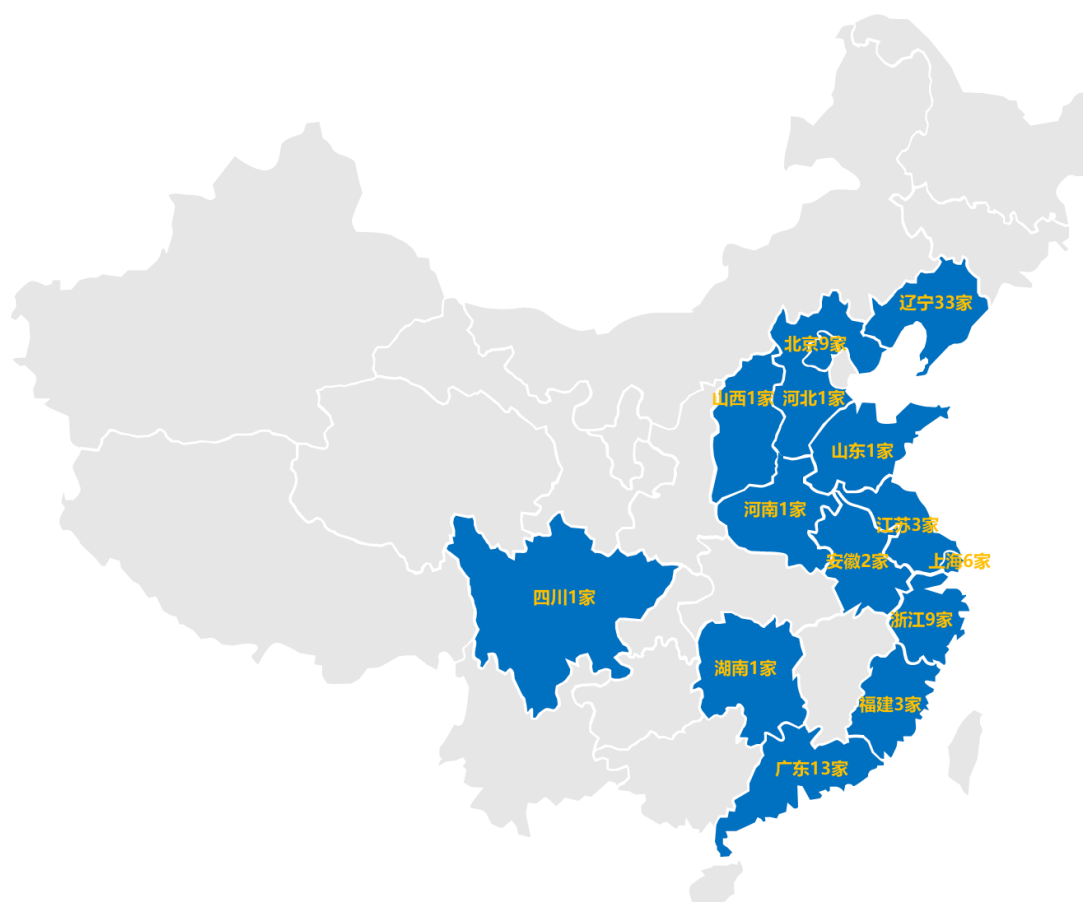 辽宁33家
北京9家
山西1家
河北1家
山东1家
河南1家
江苏3家
安徽2家
上海6家
四川1家
浙江9家
湖南1家
福建3家
广东13家